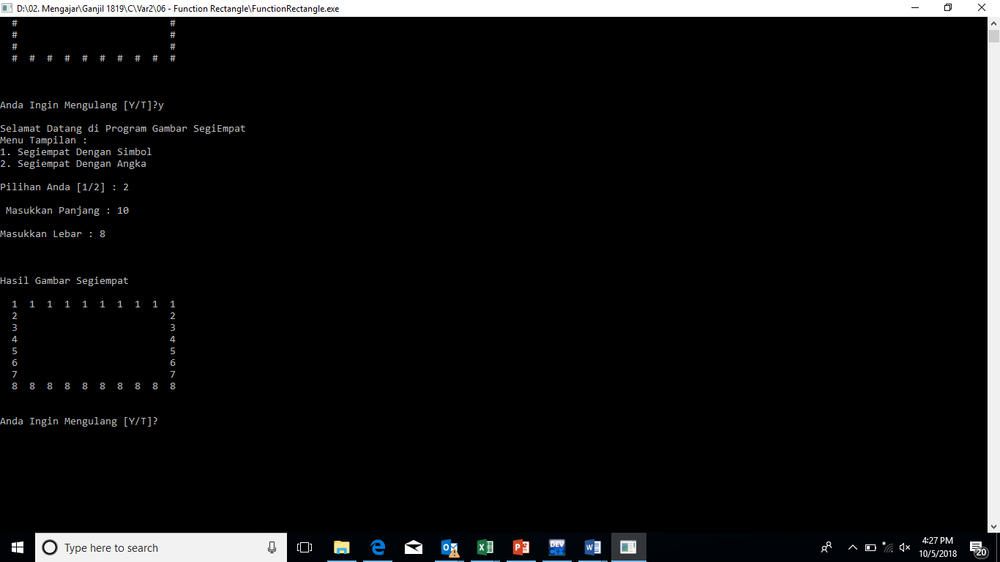 D:\02. Mengajar\Ganjil 1819\C\Var2\06 - Function Rectangle\FunctionRectangle.exe
# #
# #
# #
# # # # # # # # # #
Anda Ingin Mengulang [Y/T]?y
Selamat Datang di Program Gambar SegiEmpat
Menu Tampilan :
1. Segiempat Dengan Simbol
2. Segiempat Dengan Angka
Pilihan Anda [1/2] : 2
Masukkan Panjang : 10
Masukkan Lebar : 8
Hasil Gambar Segiempat
1 1 1 1 1 1 1 1 1 1
2 2
3 3
4 4
5 5
6 6
7 7
8 8 8 8 8 8 8 8 8 8
Anda Ingin Mengulang [Y/T]?
Type here to search
DEV
4:27 PM
10/5/2018
20